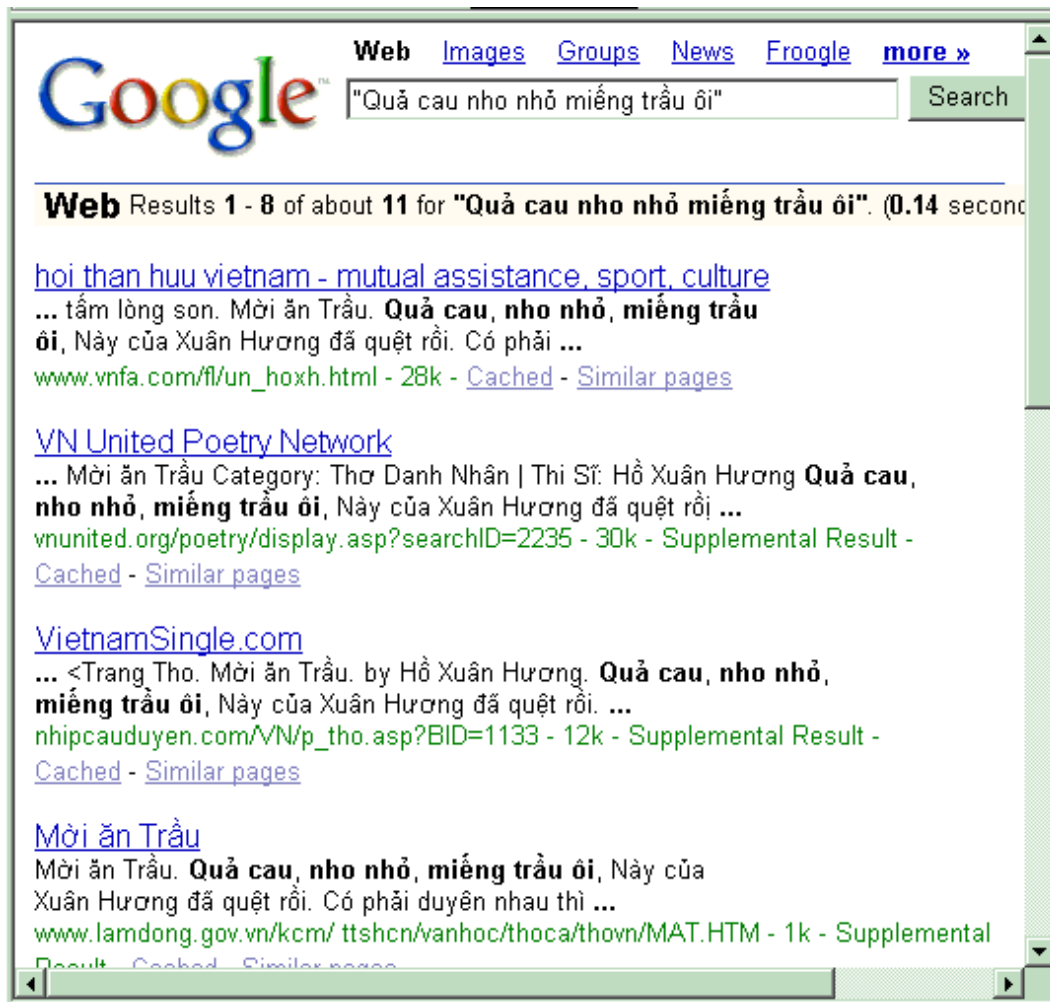 Web Images Groups News Froogle more »
Google™
"Quả cau nho nhỏ miếng trầu ôi" Search
Web Results 1 - 8 of about 11 for "Quả cau nho nhỏ miếng trầu ôi". (0.14 second
hoi than huu vietnam - mutual assistance, sport, culture
... tấm lòng son. Mời ăn Trầu. Quả cau, nho nhỏ, miếng trầu
ôi, Này của Xuân Hương đã quệt rồi. Có phải ...
www.vnfa.com/fl/un_hoxh.html - 28k - Cached - Similar pages
VN United Poetry Network
... Mời ăn Trầu Category: Thơ Danh Nhân | Thi Sĩ: Hồ Xuân Hương Quả cau,
nho nhỏ, miếng trầu ôi, Này của Xuân Hương đã quệt rồị ...
vnunited.org/poetry/display.asp?searchID=2235 - 30k - Supplemental Result -
Cached - Similar pages
VietnamSingle.com
... <Trang Tho. Mời ăn Trầu. by Hồ Xuân Hương. Quả cau, nho nhỏ,
miếng trầu ôi, Này của Xuân Hương đã quệt rồi. ...
nhipcauduyen.com/VN/p_tho.asp?BID=1133 - 12k - Supplemental Result -
Cached - Similar pages
Mời ăn Trầu
Mời ăn Trầu. Quả cau, nho nhỏ, miếng trầu ôi, Này của
Xuân Hương đã quệt rồi. Có phải duyên nhau thì ...
www.lamdong.gov.vn/kcm/ ttshcn/vanhoc/thoca/thovn/MAT.HTM - 1k - Supplemental
Result - Cached - Similar pages